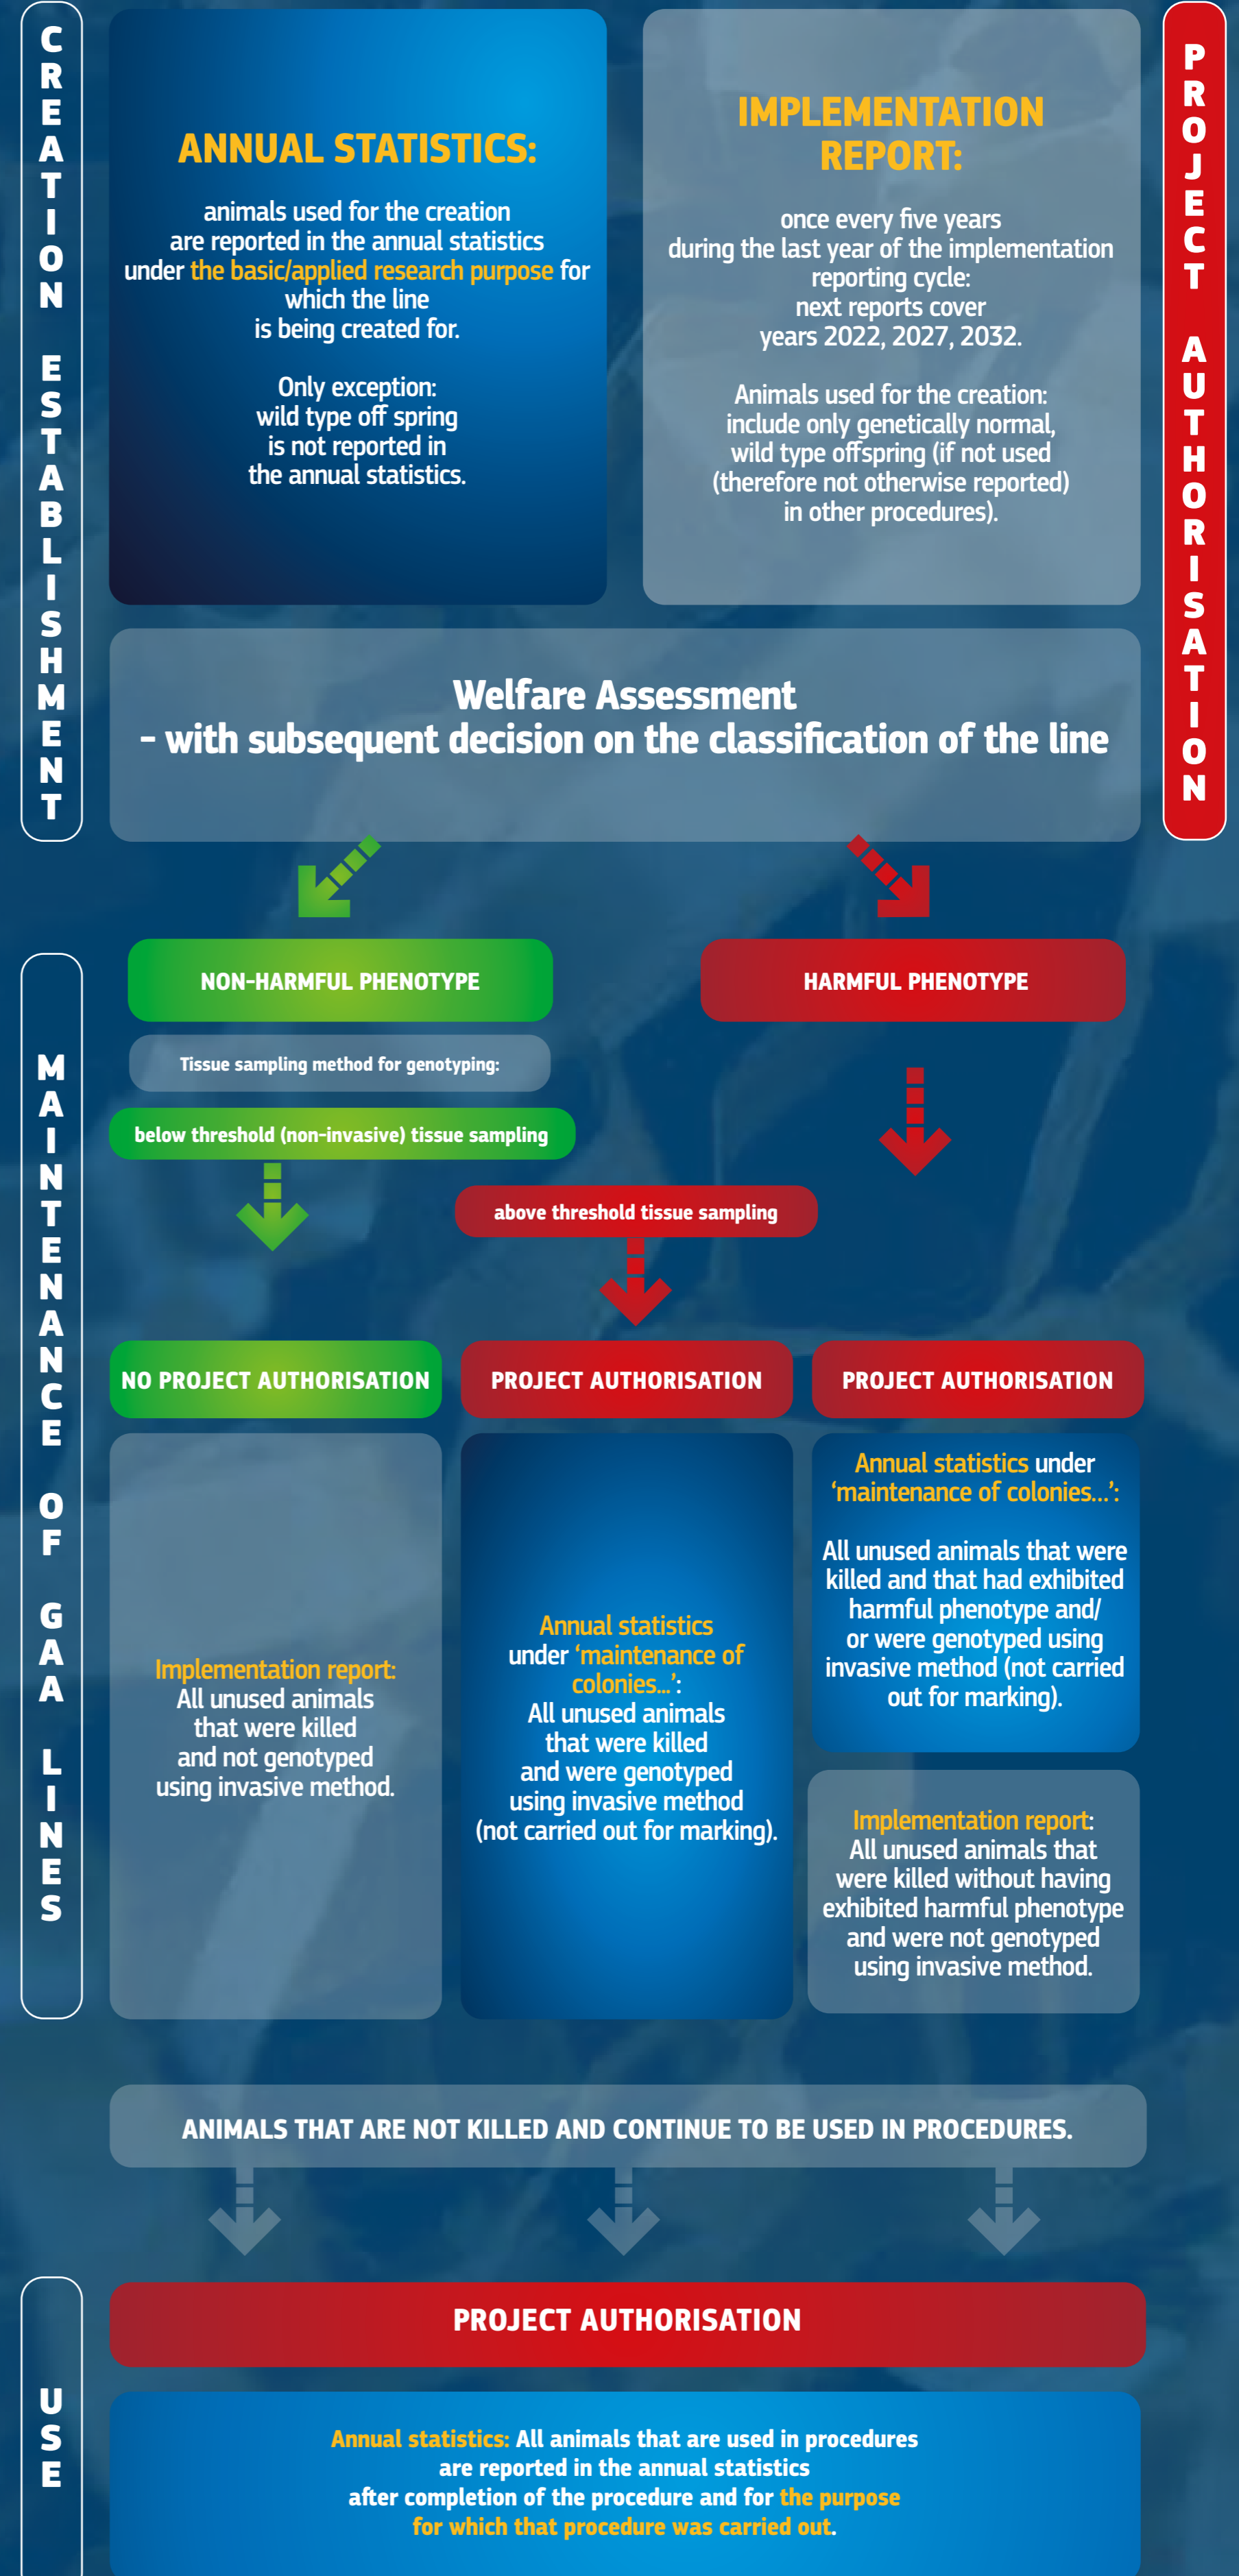 CREATION ESTABLISHMENT
ANNUAL STATISTICS:
animals used for the creation
are reported in the annual statistics
under the basic/applied research purpose for
which the line
is being created for.
Only exception:
wild type off spring
is not reported in
the annual statistics.
IMPLEMENTATION
REPORT:
once every five years
during the last year of the implementation
reporting cycle:
next reports cover
years 2022, 2027, 2032.
Animals used for the creation:
include only genetically normal,
wild type offspring (if not used
(therefore not otherwise reported)
in other procedures).
PROJECT AUTHORISATION
Welfare Assessment
- with subsequent decision on the classification of the line
MAINTENANCE OF GAA LINES
NON-HARMFUL PHENOTYPE
HARMFUL PHENOTYPE
Tissue sampling method for genotyping:
below threshold (non-invasive) tissue sampling
above threshold tissue sampling
NO PROJECT AUTHORISATION
PROJECT AUTHORISATION
PROJECT AUTHORISATION
Implementation report:
All unused animals
that were killed
and not genotyped
using invasive method.
Annual statistics
under ‘maintenance of
colonies...’:
All unused animals
that were killed
and were genotyped
using invasive method
(not carried out for marking).
Annual statistics under
‘maintenance of colonies...’:
All unused animals that were
killed and that had exhibited
harmful phenotype and/
or were genotyped using
invasive method (not carried
out for marking).
Implementation report:
All unused animals that
were killed without having
exhibited harmful phenotype
and were not genotyped
using invasive method.
ANIMALS THAT ARE NOT KILLED AND CONTINUE TO BE USED IN PROCEDURES.
USE
PROJECT AUTHORISATION
Annual statistics: All animals that are used in procedures
are reported in the annual statistics
after completion of the procedure and for the purpose
for which that procedure was carried out.